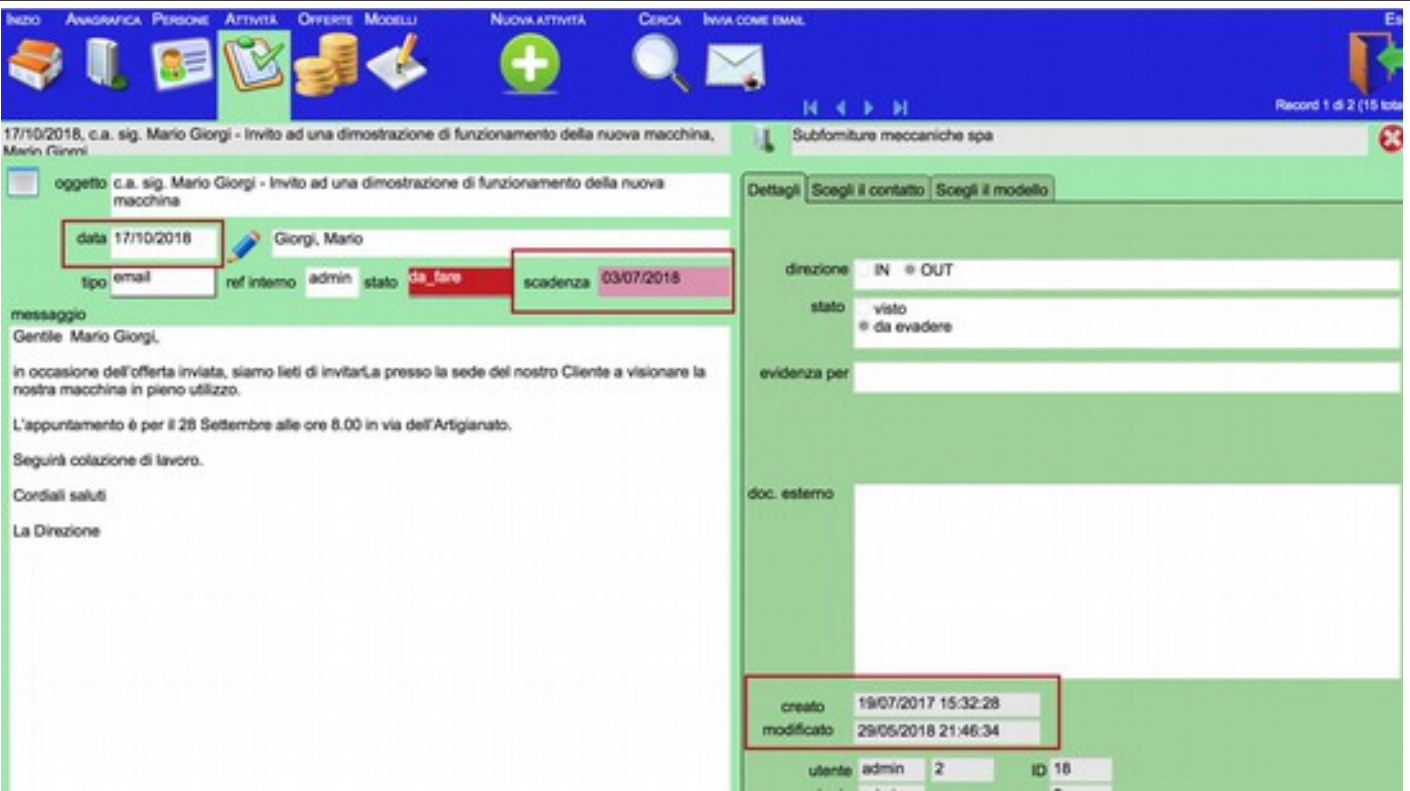 Inizio Anagrafica Persone Attività Offerte Modelli Nuova attività Cerca Invia come email
Record 1 di 2 (15 tota
17/10/2018, c.a. sig. Mario Giorgi - Invito ad una dimostrazione di funzionamento della nuova macchina,
Mario Giorgi
Subforniture meccaniche spa
oggetto c.a. sig. Mario Giorgi - Invito ad una dimostrazione di funzionamento della nuova
macchina
data 17/10/2018 Giorgi, Mario
tipo email ref interno admin stato da_fare scadenza 03/07/2018
messaggio
Gentile Mario Giorgi,
in occasione dell'offerta inviata, siamo lieti di invitarLa presso la sede del nostro Cliente a visionare la
nostra macchina in pieno utilizzo.
L'appuntamento è per il 28 Settembre alle ore 8.00 in via dell'Artigianato.
Seguirà colazione di lavoro.
Cordiali saluti
La Direzione
Dettagli Scegli il contatto Scegli il modello
direzione IN OUT
stato visto
da evadere
evidenza per
doc. esterno
creato 19/07/2017 15:32:28
modificato 29/05/2018 21:46:34
utente admin 2 ID 18